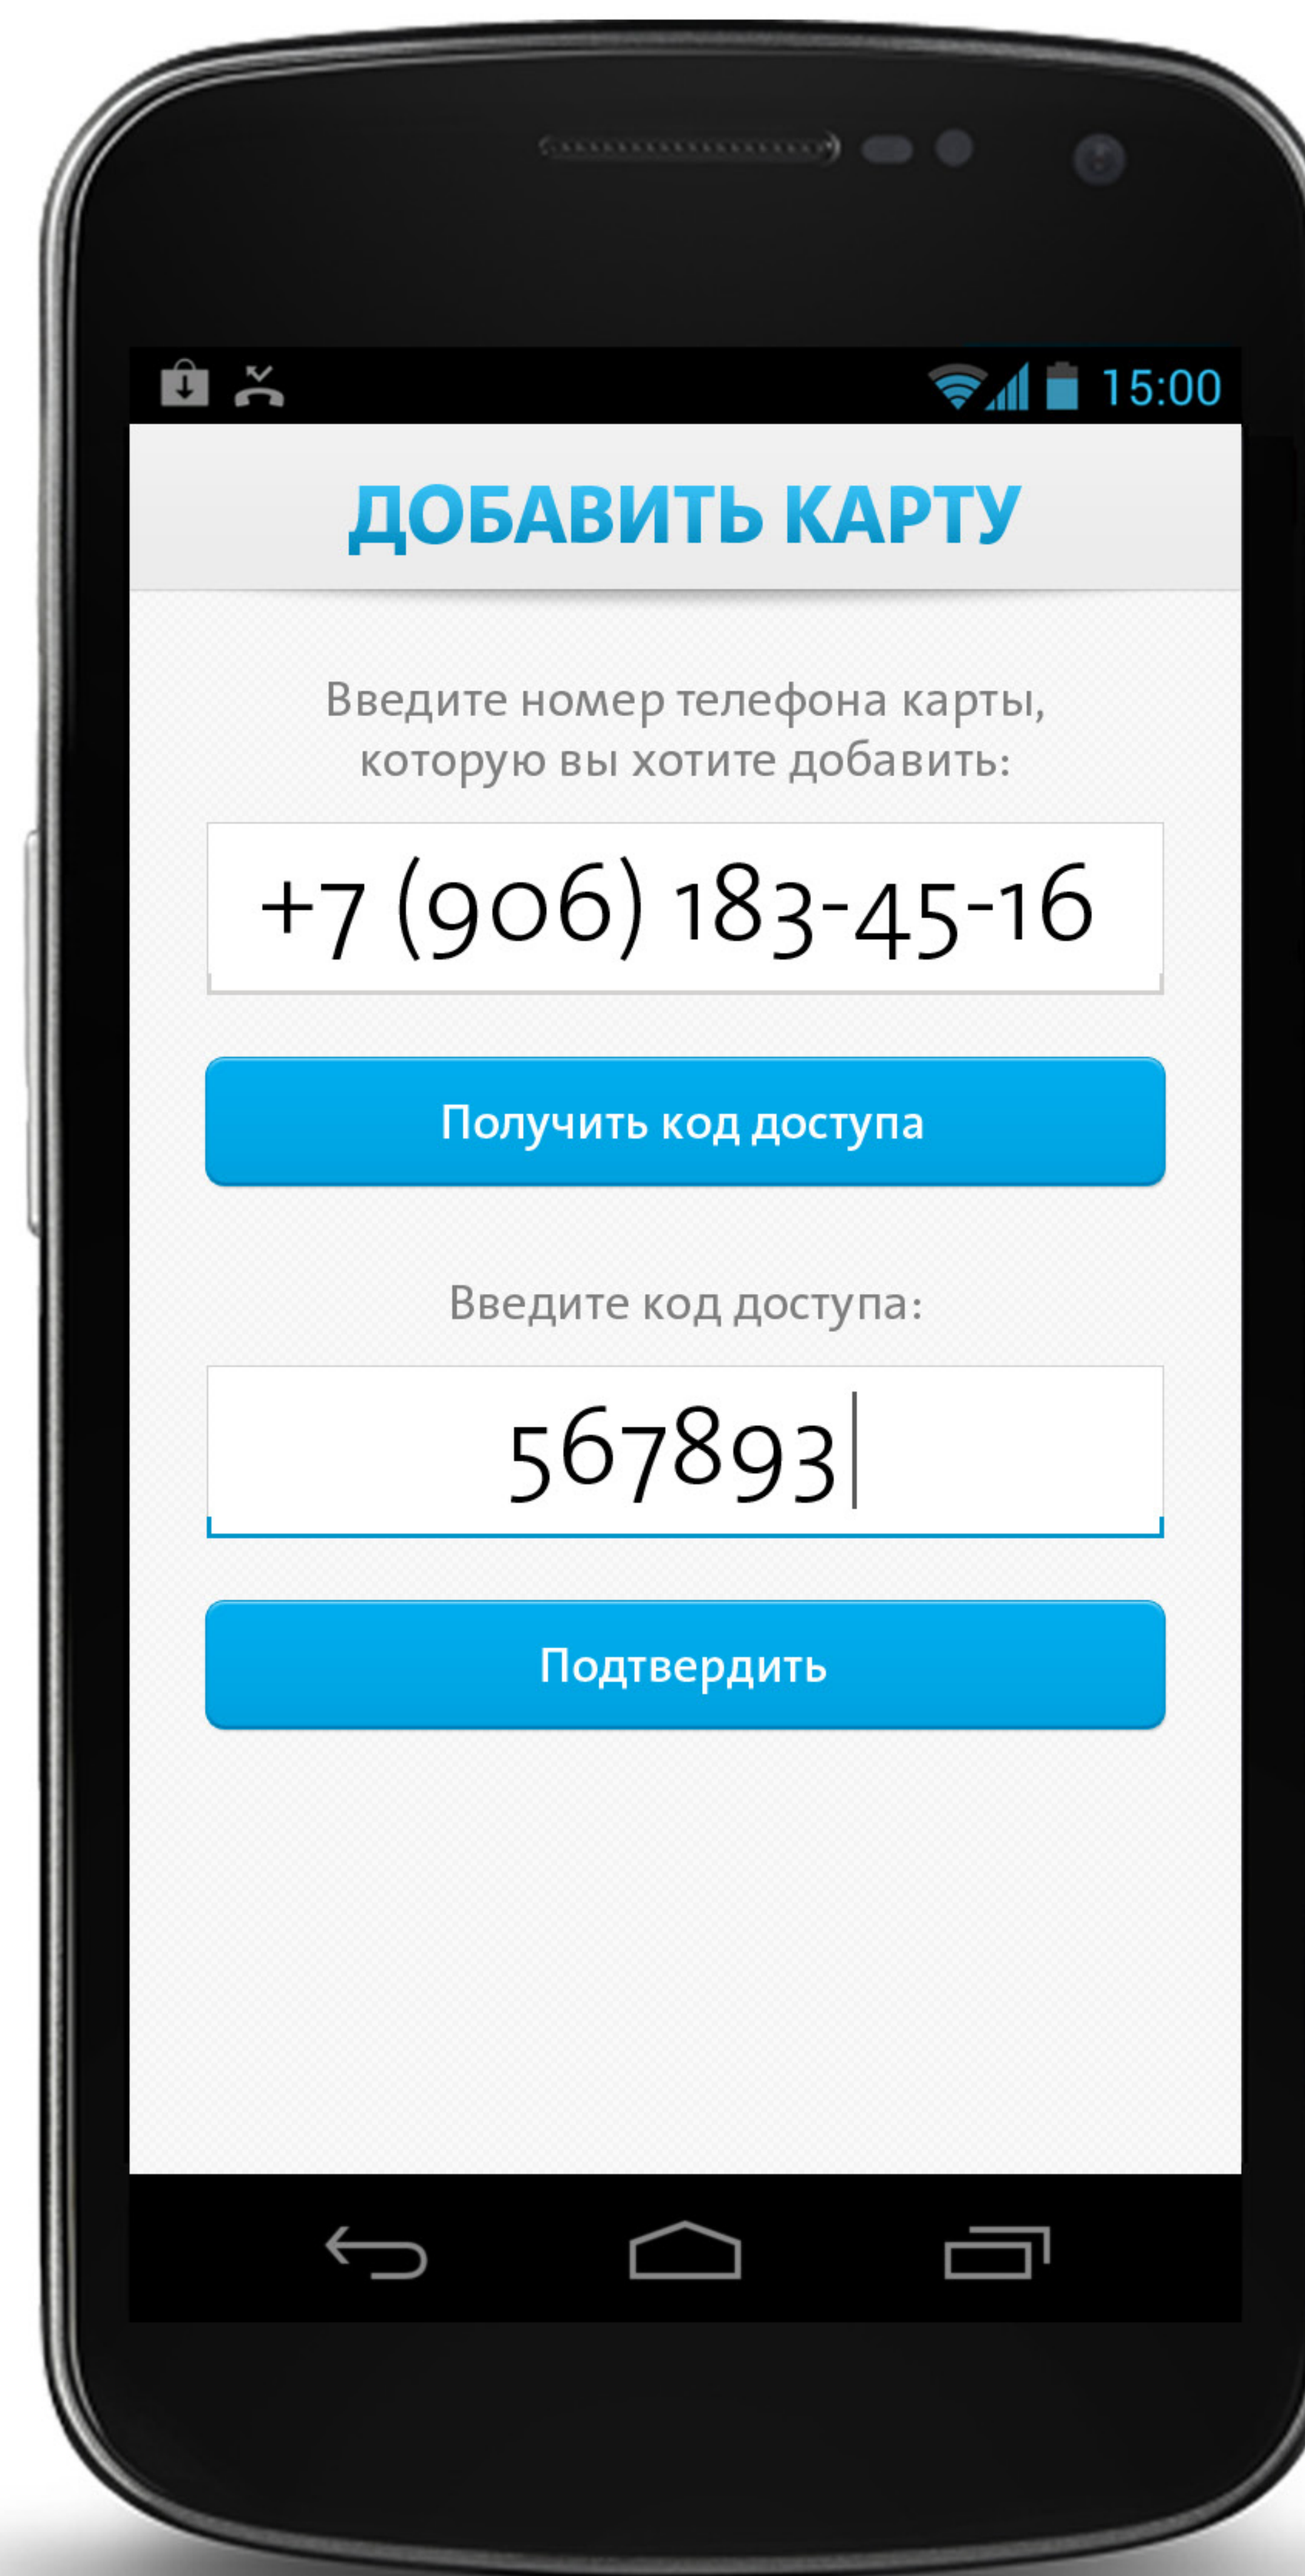 15:00
ДОБАВИТЬ КАРТУ
Введите номер телефона карты,
которую вы хотите добавить:
+7 (906) 183-45-16
Получить код доступа
Введите код доступа:
567893
Подтвердить